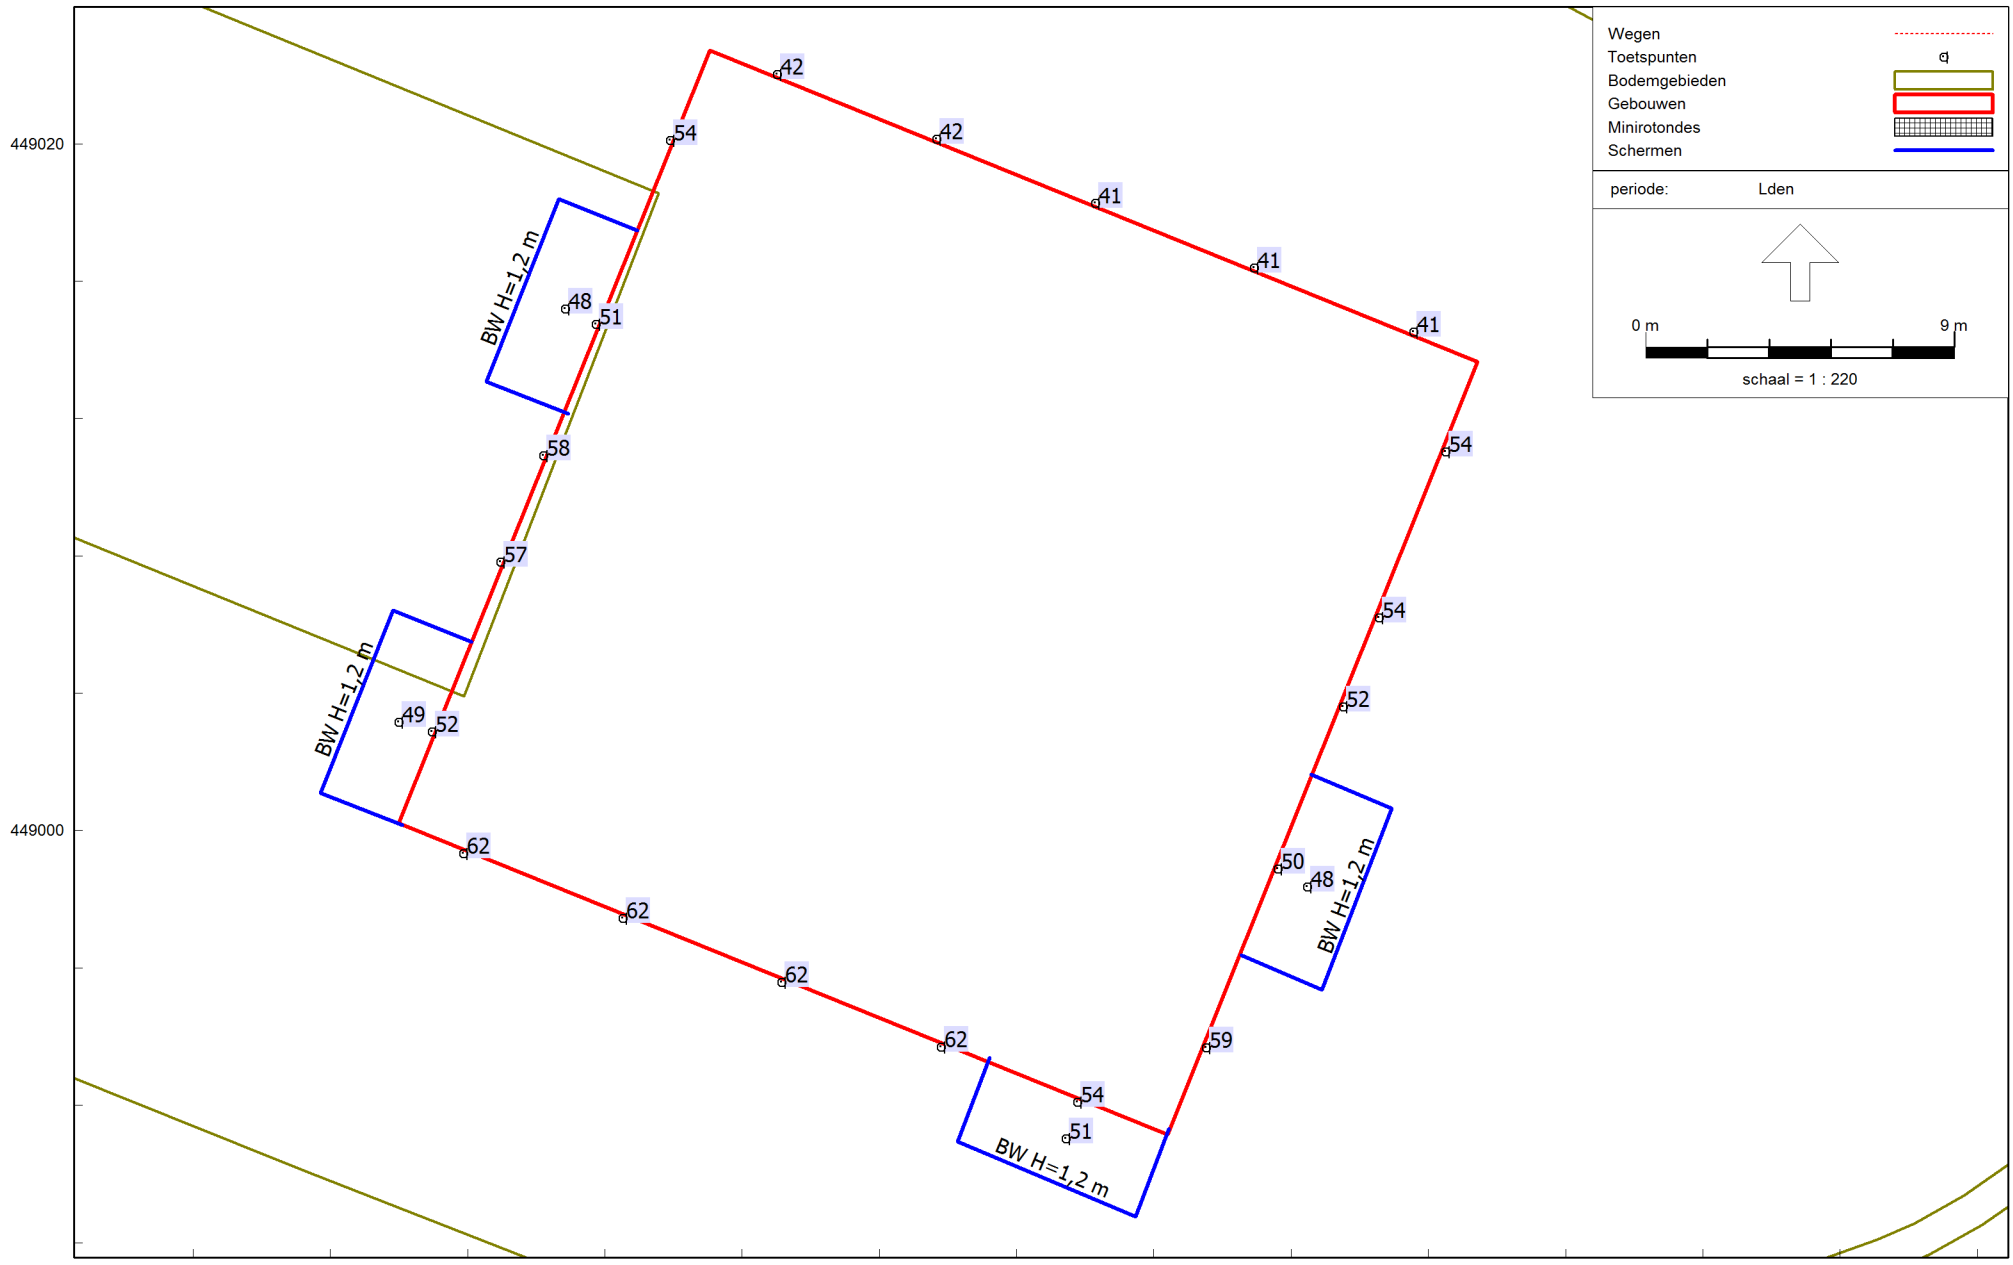 Wegen
Toetspunten
Bodemgebieden
Gebouwen
Minirotondes
Schermen
periode: Lden
0 m 9 m
schaal = 1 : 220
449020
449000
42
42
41
41
41
54
BW H=1,2 m
48
51
58
57
BW H=1,2 m
49
52
54
54
52
50
48
BW H=1,2 m
59
62
62
62
62
54
51
BW H=1,2 m